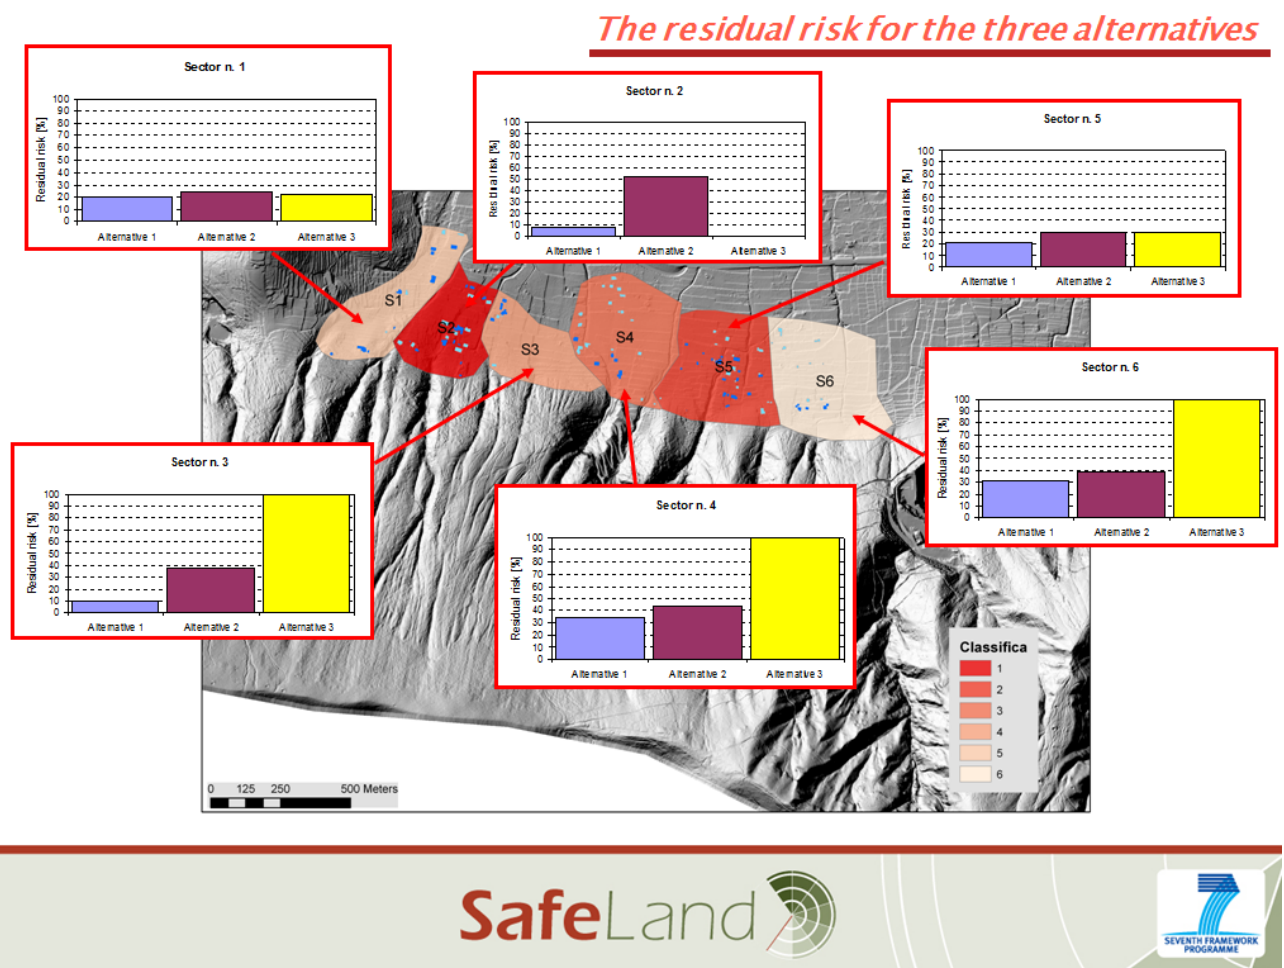 The residual risk for the three alternatives
Sector n. 1
Residual risk [%]
100
90
80
70
60
50
40
30
20
10
0
Alternative 1 Alternative 2 Alternative 3
Sector n. 2
Residual risk [%]
100
90
80
70
60
50
40
30
20
10
0
Alternative 1 Alternative 2 Alternative 3
Sector n. 5
Residual risk [%]
100
90
80
70
60
50
40
30
20
10
0
Alternative 1 Alternative 2 Alternative 3
S1
S2
S3
S4
S5
S6
Sector n. 6
Residual risk [%]
100
90
80
70
60
50
40
30
20
10
0
Alternative 1 Alternative 2 Alternative 3
Sector n. 3
Residual risk [%]
100
90
80
70
60
50
40
30
20
10
0
Alternative 1 Alternative 2 Alternative 3
Sector n. 4
Residual risk [%]
100
90
80
70
60
50
40
30
20
10
0
Alternative 1 Alternative 2 Alternative 3
Classifica
1
2
3
4
5
6
0 125 250 500 Meters
SafeLand
SEVENTH FRAMEWORK
PROGRAMME